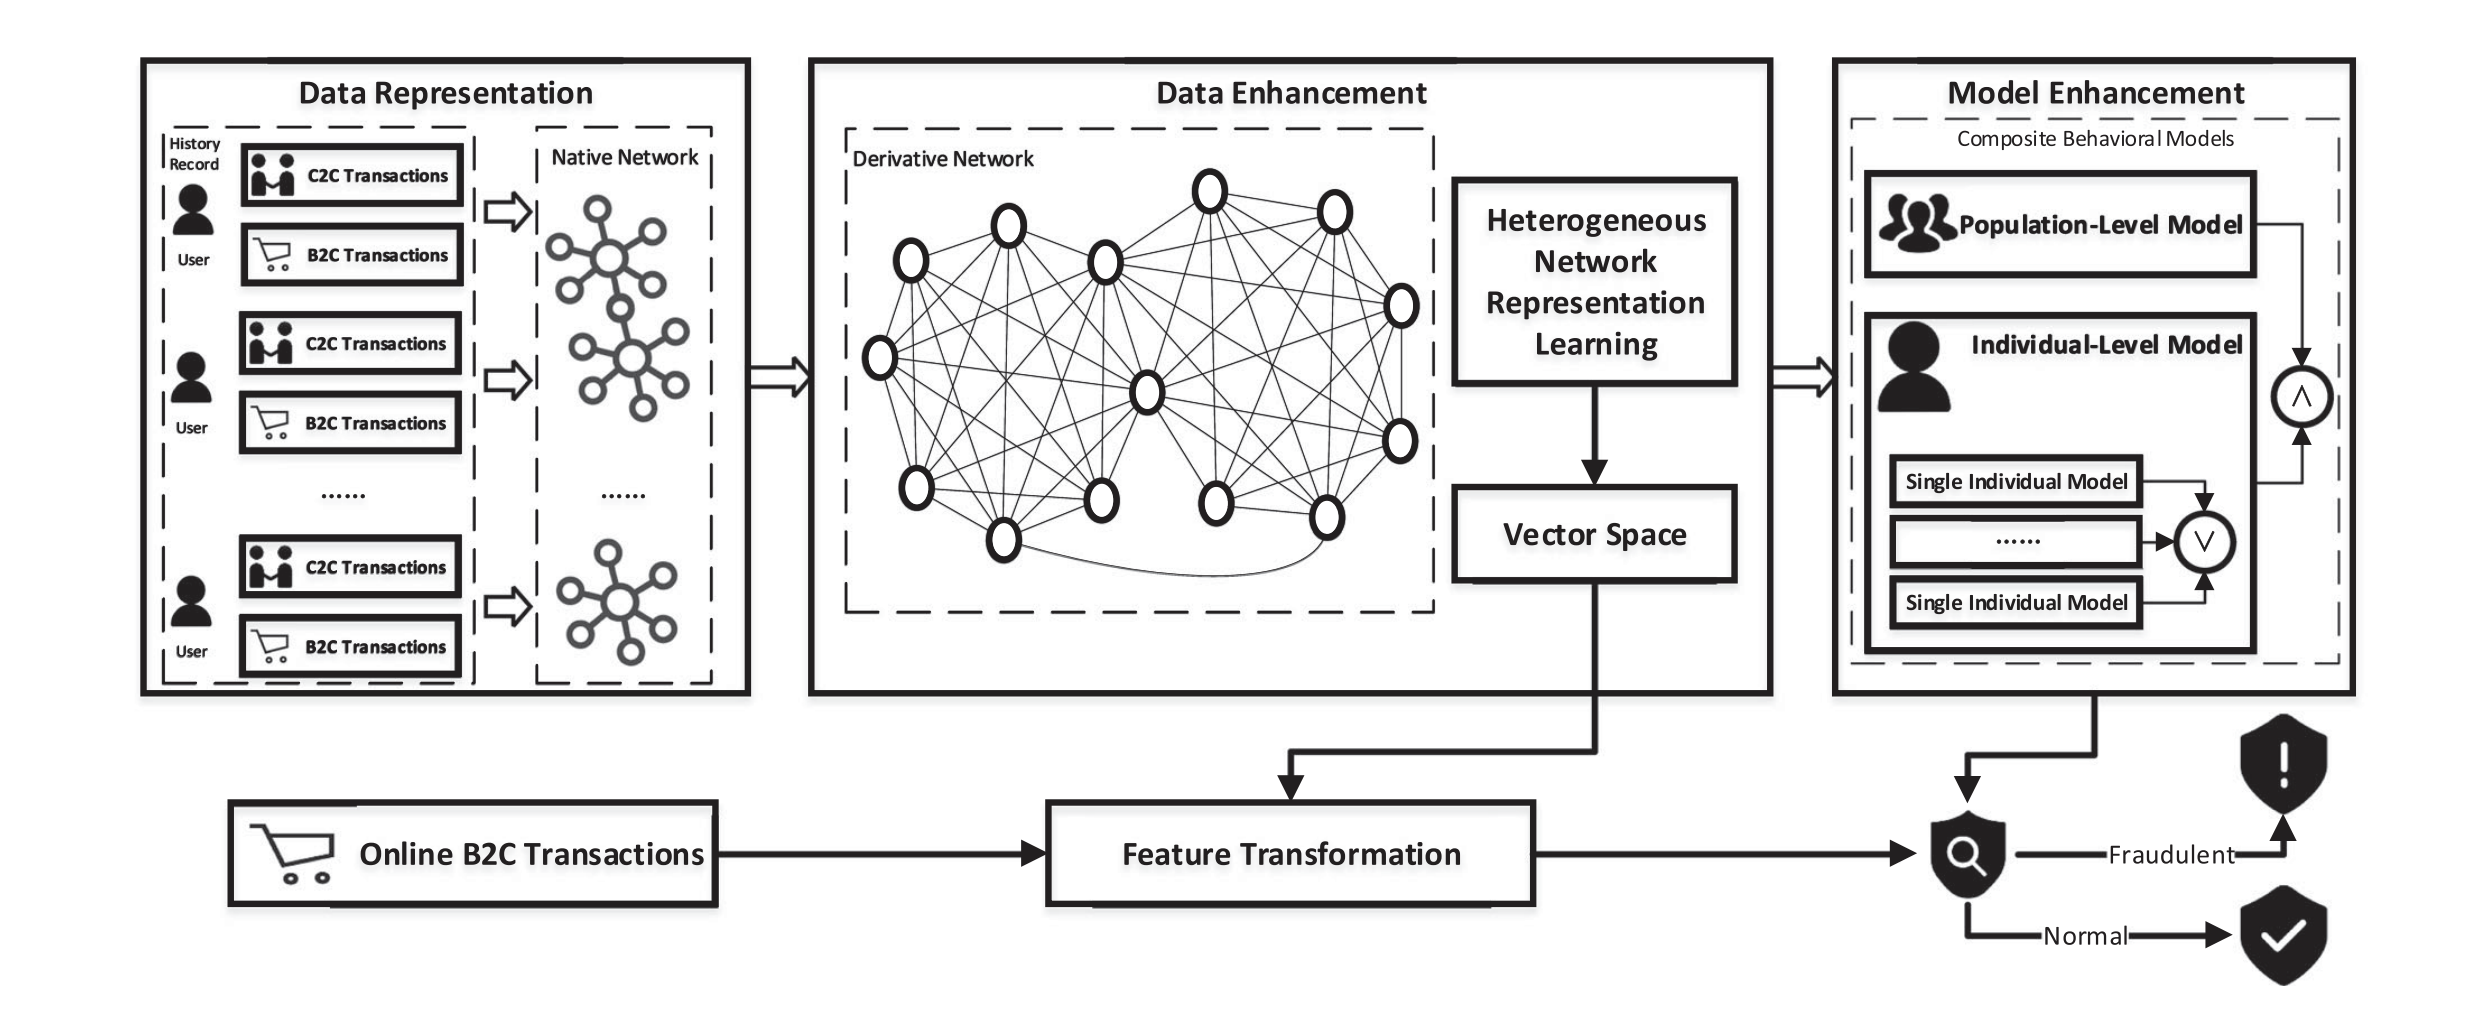 Data Representation
History
Record
User
C2C Transactions
B2C Transactions
User
C2C Transactions
B2C Transactions
......
User
C2C Transactions
B2C Transactions
Native Network
......
Data Enhancement
Derivative Network
Heterogeneous
Network
Representation
Learning
Vector Space
Model Enhancement
Composite Behavioral Models
Population-Level Model
Individual-Level Model
Single Individual Model
......
Single Individual Model
∨
∧
Online B2C Transactions
Feature Transformation
Fraudulent
Normal